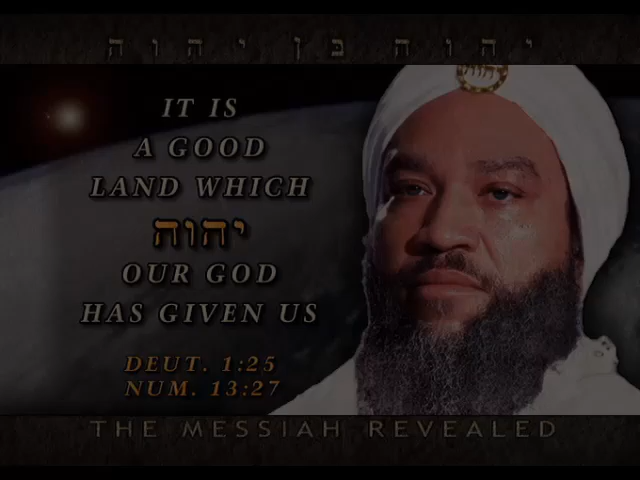 יהוה בן יהוה
יהוה
IT IS
A GOOD
LAND WHICH
יהוה
OUR GOD
HAS GIVEN US
DEUT. 1:25
NUM. 13:27
THE MESSIAH REVEALED